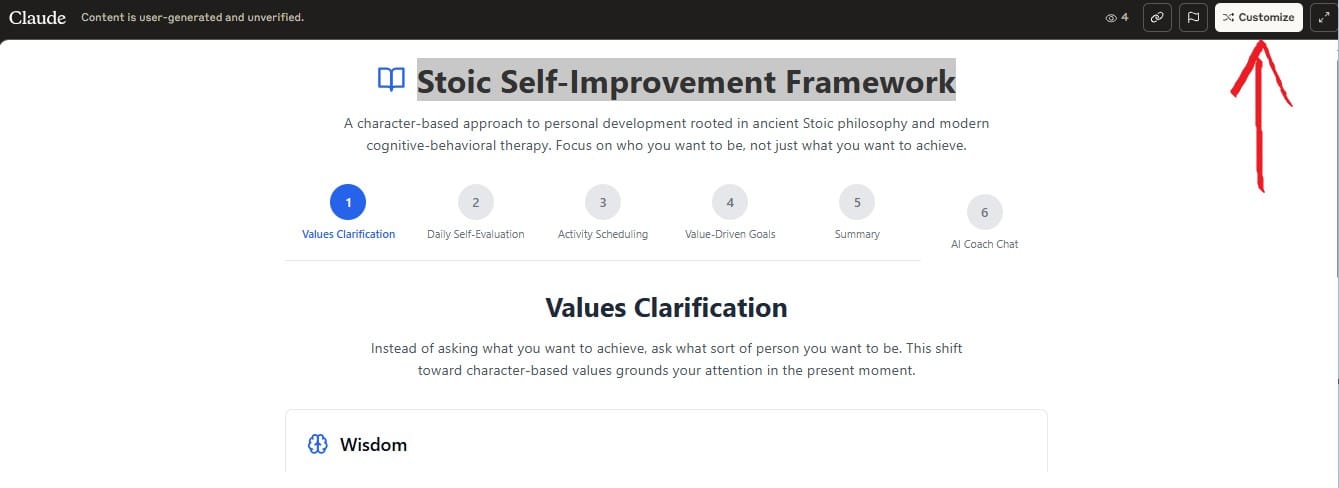 Claude Content is user-generated and unverified. 4 Customize
Stoic Self-Improvement Framework
A character-based approach to personal development rooted in ancient Stoic philosophy and modern
cognitive-behavioral therapy. Focus on who you want to be, not just what you want to achieve.
1 2 3 4 5 6
Values Clarification Daily Self-Evaluation Activity Scheduling Value-Driven Goals Summary AI Coach Chat
Values Clarification
Instead of asking what you want to achieve, ask what sort of person you want to be. This shift
toward character-based values grounds your attention in the present moment.
Wisdom